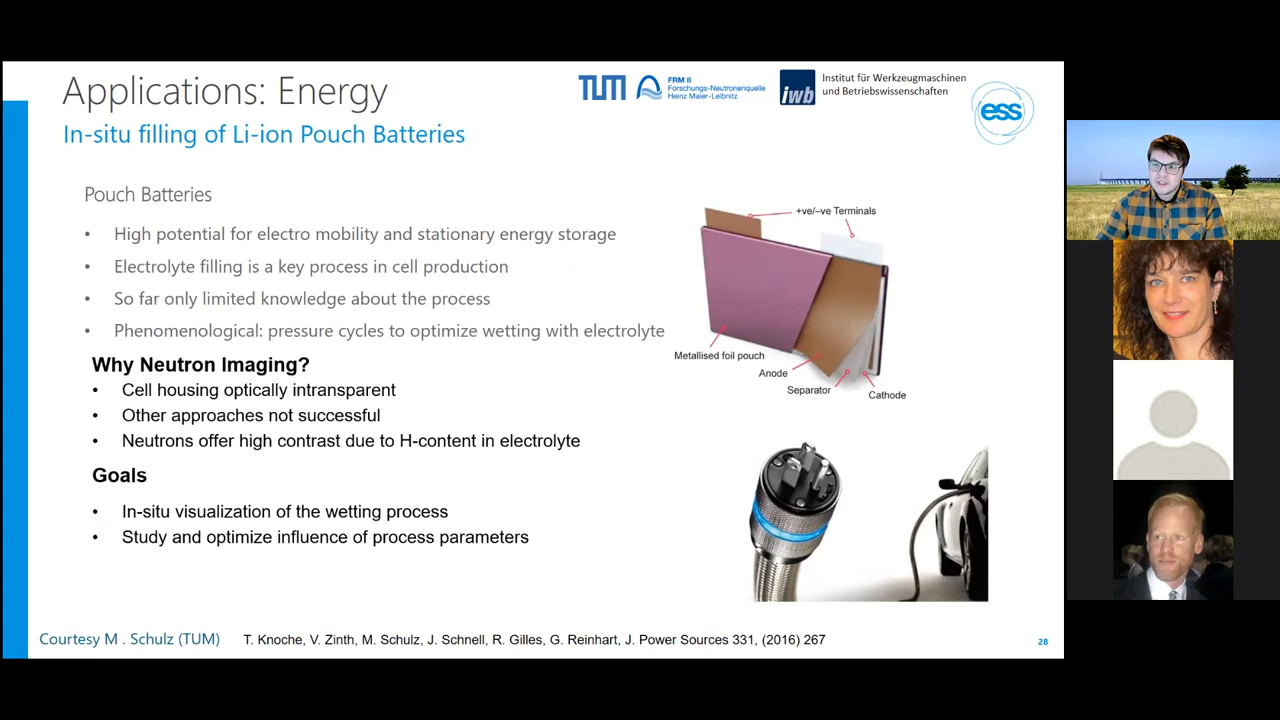 Applications: Energy
In-situ filling of Li-ion Pouch Batteries
TUM
FRM II
Forschungs-Neutronenquelle
Heinz Maier-Leibnitz
iwb
Institut für Werkzeugmaschinen
und Betriebswissenschaften
ess
Pouch Batteries
• High potential for electro mobility and stationary energy storage
• Electrolyte filling is a key process in cell production
• So far only limited knowledge about the process
• Phenomenological: pressure cycles to optimize wetting with electrolyte
+ve/–ve Terminals
Metallised foil pouch
Anode
Separator
Cathode
Why Neutron Imaging?
• Cell housing optically intransparent
• Other approaches not successful
• Neutrons offer high contrast due to H-content in electrolyte
Goals
• In-situ visualization of the wetting process
• Study and optimize influence of process parameters
Courtesy M . Schulz (TUM)
T. Knoche, V. Zinth, M. Schulz, J. Schnell, R. Gilles, G. Reinhart, J. Power Sources 331, (2016) 267
28